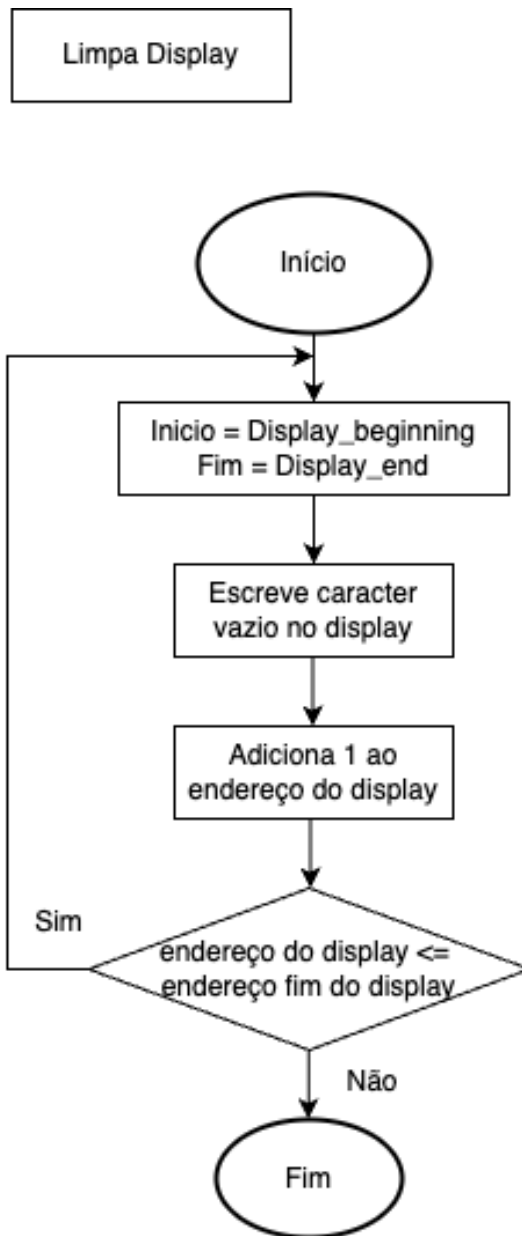 Limpa Display
Início
Inicio = Display_beginning
Fim = Display_end
Escreve caracter
vazio no display
Adiciona 1 ao
endereço do display
Sim
endereço do display <=
endereço fim do display
Não
Fim